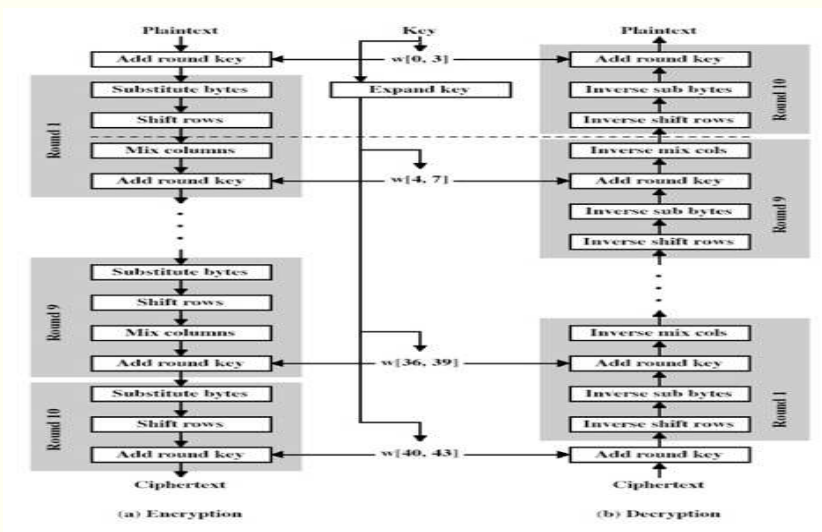 Plaintext Key Plaintext
Add round key w[0, 3] Add round key
Substitute bytes Expand key Inverse sub bytes
Shift rows Inverse shift rows
Round 1 Round 10
Mix columns Inverse mix cols
Add round key w[4, 7] Add round key
Inverse sub bytes
Round 9
Inverse shift rows
Substitute bytes
Shift rows
Round 9
Mix columns Inverse mix cols
Add round key w[36, 39] Add round key
Substitute bytes Inverse sub bytes
Round 10 Round 1
Shift rows Inverse shift rows
Add round key w[40, 43] Add round key
Ciphertext Ciphertext
(a) Encryption (b) Decryption